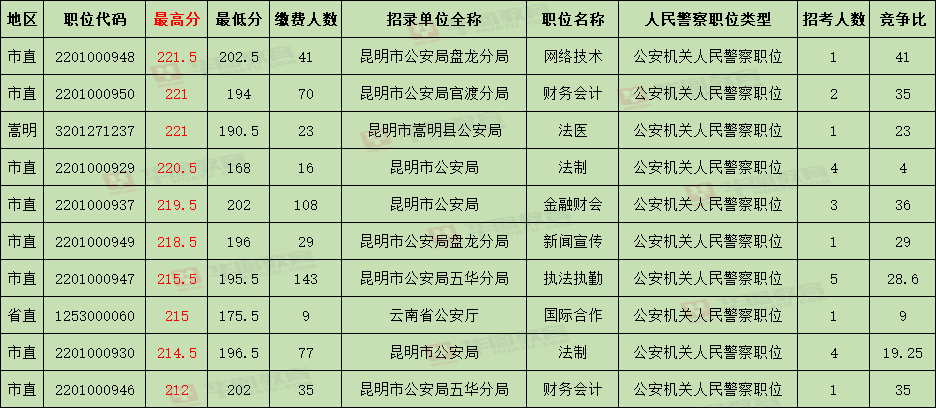 地区 职位代码 最高分 最低分 缴费人数 招录单位全称 职位名称 人民警察职位类型 招考人数 竞争比
市直 2201000948 221.5 202.5 41 昆明市公安局盘龙分局 网络技术 公安机关人民警察职位 1 41
市直 2201000950 221 194 70 昆明市公安局官渡分局 财务会计 公安机关人民警察职位 2 35
嵩明 3201271237 221 190.5 23 昆明市嵩明县公安局 法医 公安机关人民警察职位 1 23
市直 2201000929 220.5 168 16 昆明市公安局 法制 公安机关人民警察职位 4 4
市直 2201000937 219.5 202 108 昆明市公安局 金融财会 公安机关人民警察职位 3 36
市直 2201000949 218.5 196 29 昆明市公安局盘龙分局 新闻宣传 公安机关人民警察职位 1 29
市直 2201000947 215.5 195.5 143 昆明市公安局五华分局 执法执勤 公安机关人民警察职位 5 28.6
省直 1253000060 215 175.5 9 云南省公安厅 国际合作 公安机关人民警察职位 1 9
市直 2201000930 214.5 196.5 77 昆明市公安局 法制 公安机关人民警察职位 4 19.25
市直 2201000946 212 202 35 昆明市公安局五华分局 财务会计 公安机关人民警察职位 1 35